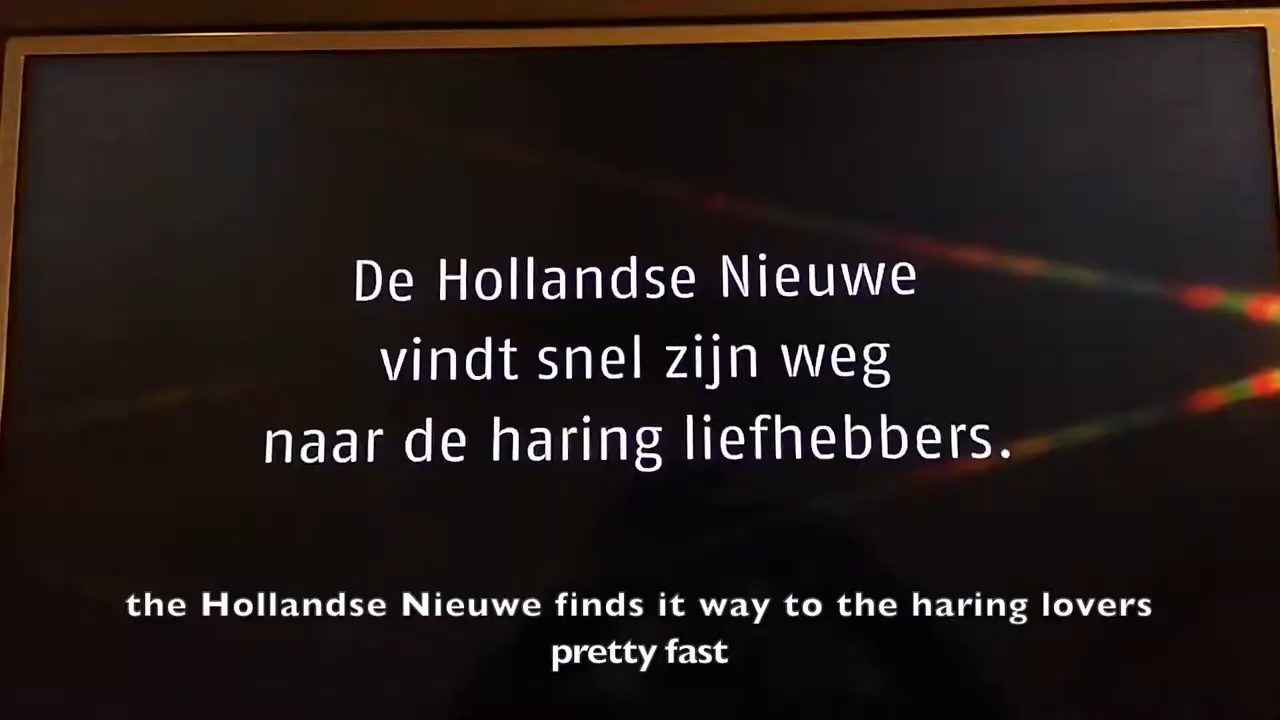 De Hollandse Nieuwe
vindt snel zijn weg
naar de haring liefhebbers.
the Hollandse Nieuwe finds it way to the haring lovers
pretty fast